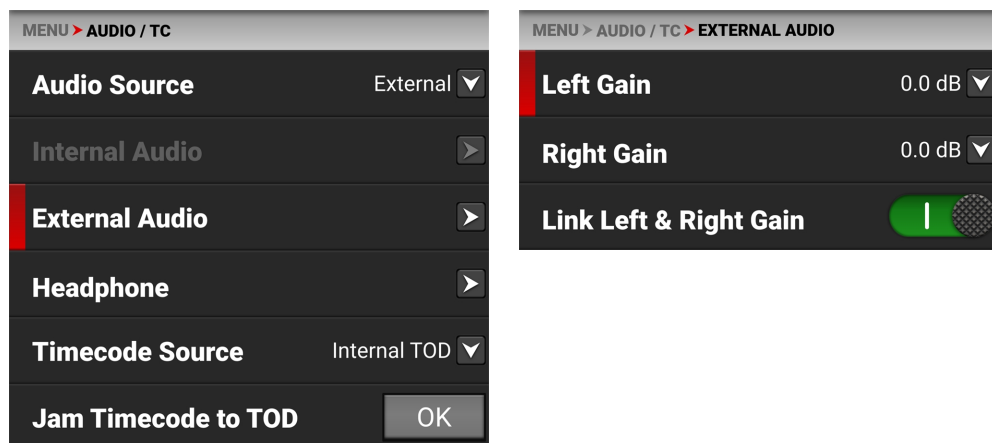 MENU > AUDIO / TC
Audio Source External
Internal Audio
External Audio
Headphone
Timecode Source Internal TOD
Jam Timecode to TOD OK
MENU > AUDIO / TC > EXTERNAL AUDIO
Left Gain 0.0 dB
Right Gain 0.0 dB
Link Left & Right Gain